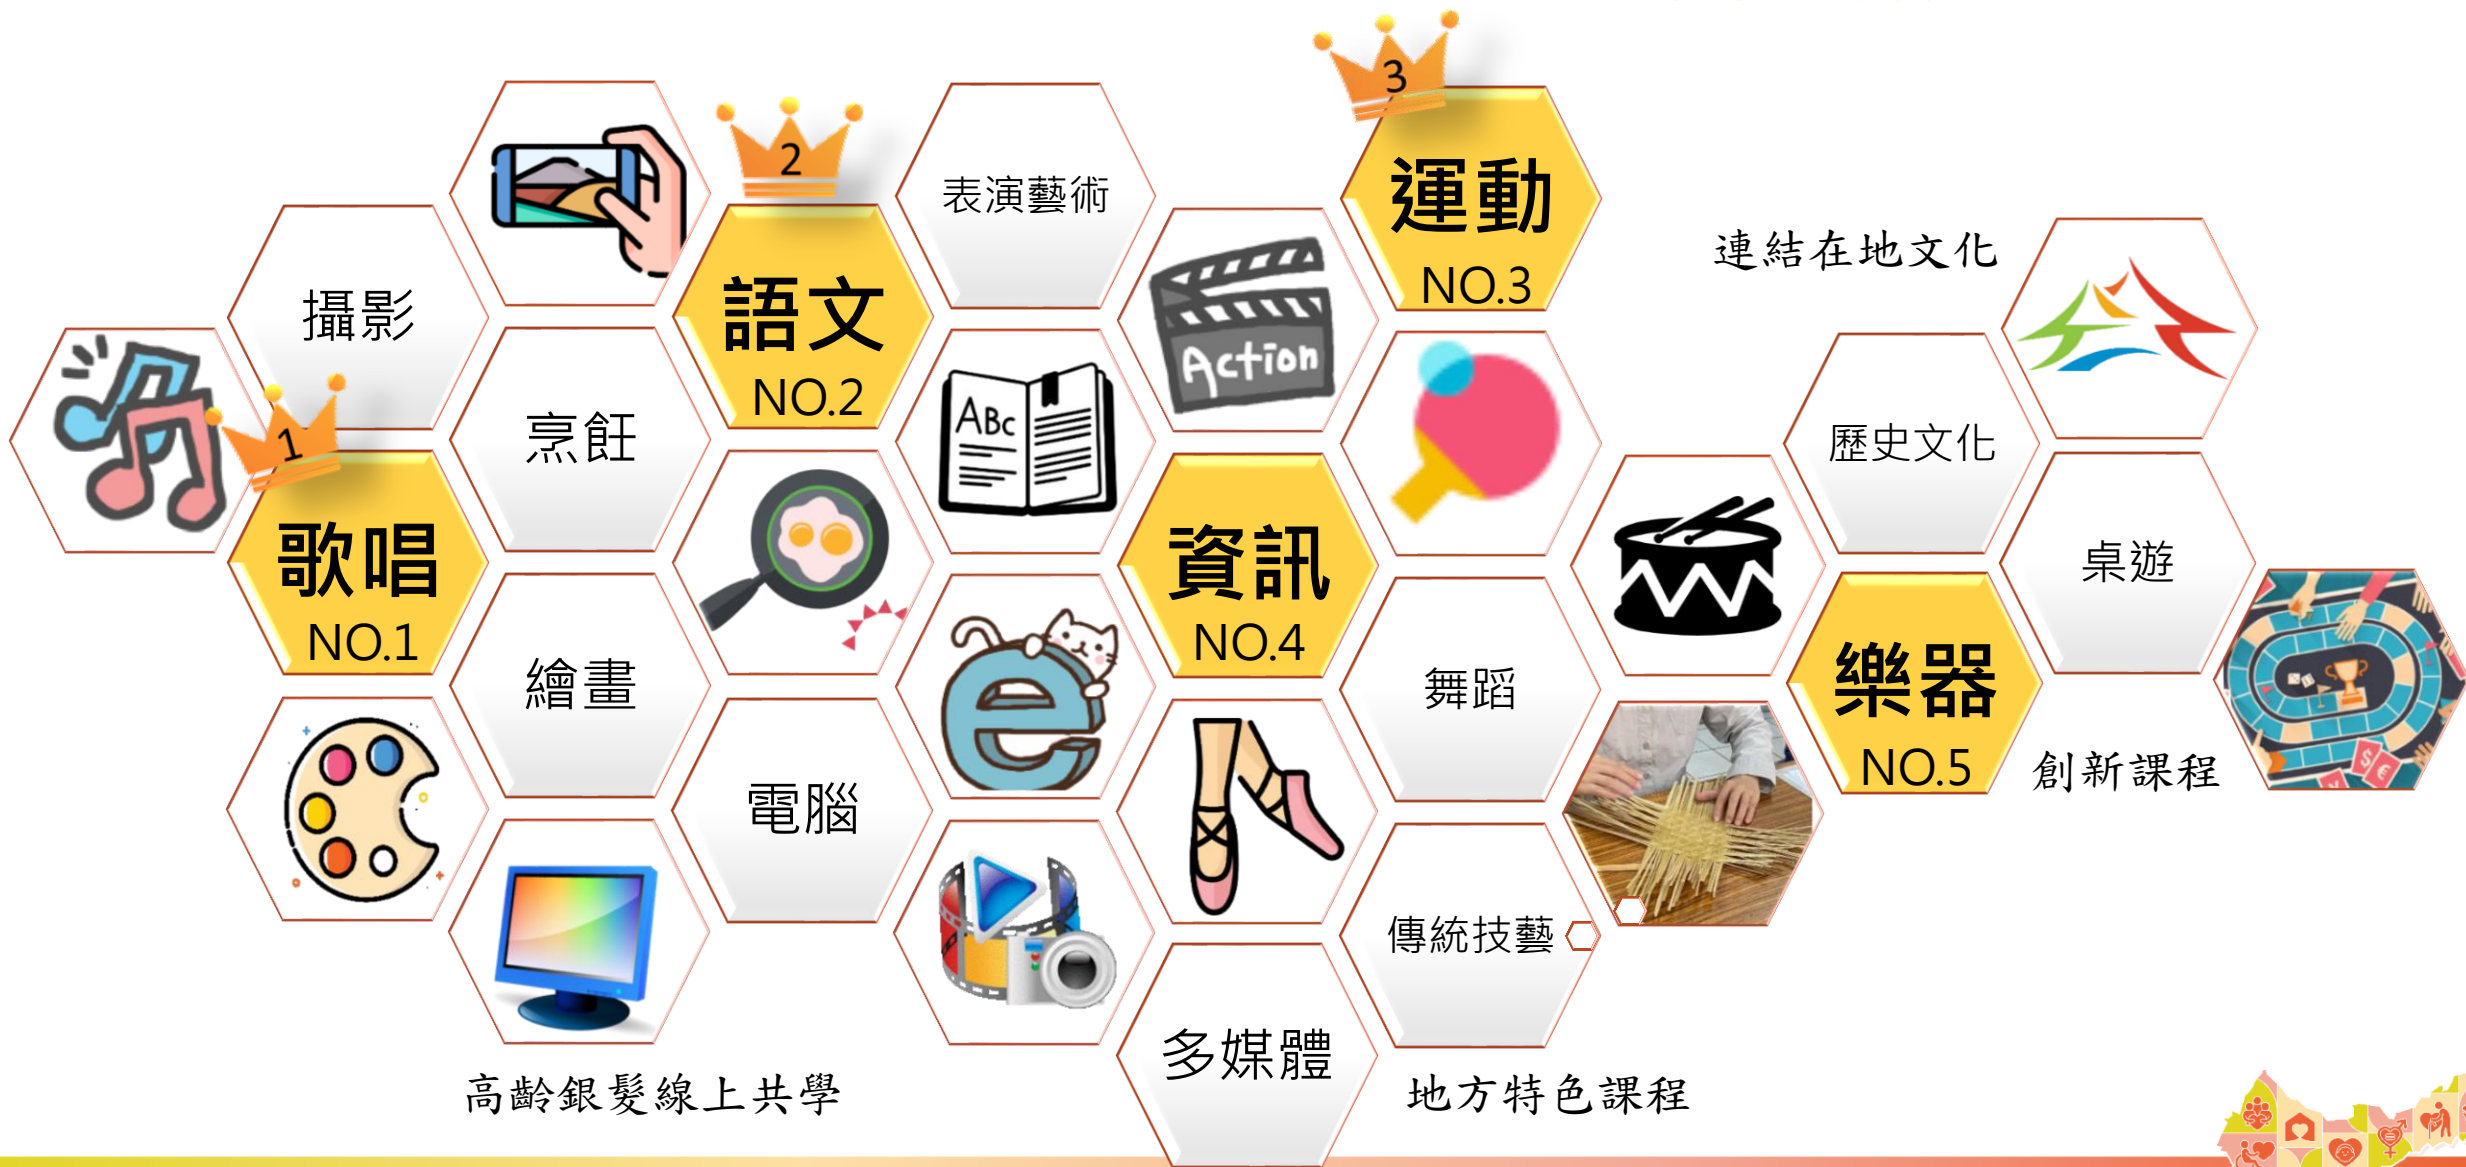 3
2
表演藝術
運動
NO.3
連結在地文化
攝影
語文
NO.2
Action
1
烹飪
ABc
歷史文化
歌唱
NO.1
資訊
NO.4
桌遊
繪畫
e
舞蹈
樂器
NO.5
創新課程
$€
電腦
傳統技藝
多媒體
高齡銀髮線上共學
地方特色課程